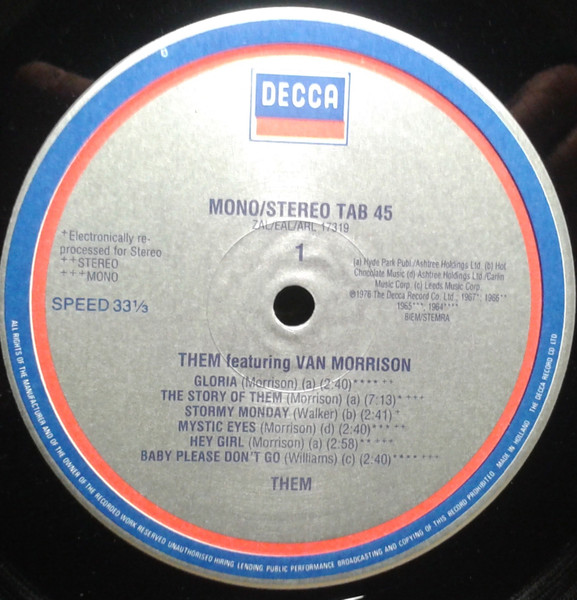 DECCA
MONO/STEREO TAB 45
ZAL/EAL/ARL 17319
1
+Electronically re-
processed for Stereo
++STEREO
+++MONO
SPEED 33⅓
(a) Hyde Park Publ./Ashtree Holdings Ltd. (b) Hot
Chocolate Music (d) Ashtree Holdings Ltd./Carlin
Music Corp. (c) Leeds Music Corp.
℗1976 The Decca Record Co. Ltd.; 1967*; 1966**
1965***; 1964****
BIEM/STEMRA
THEM featuring VAN MORRISON
GLORIA (Morrison) (a) (2:40)**** ++
THE STORY OF THEM (Morrison) (a) (7:13)* +++
STORMY MONDAY (Walker) (b) (2:41) +
MYSTIC EYES (Morrison) (d) (2:40)*** ++
HEY GIRL (Morrison) (a) (2:58)** ++
BABY PLEASE DON'T GO (Williams) (c) (2:40)**** +++
THEM
ALL RIGHTS OF THE MANUFACTURER AND OF THE OWNER OF THE RECORDED WORK RESERVED UNAUTHORISED HIRING LENDING PUBLIC PERFORMANCE BROADCASTING AND COPYING OF THIS RECORD PROHIBITED MADE IN HOLLAND THE DECCA RECORD CO LTD